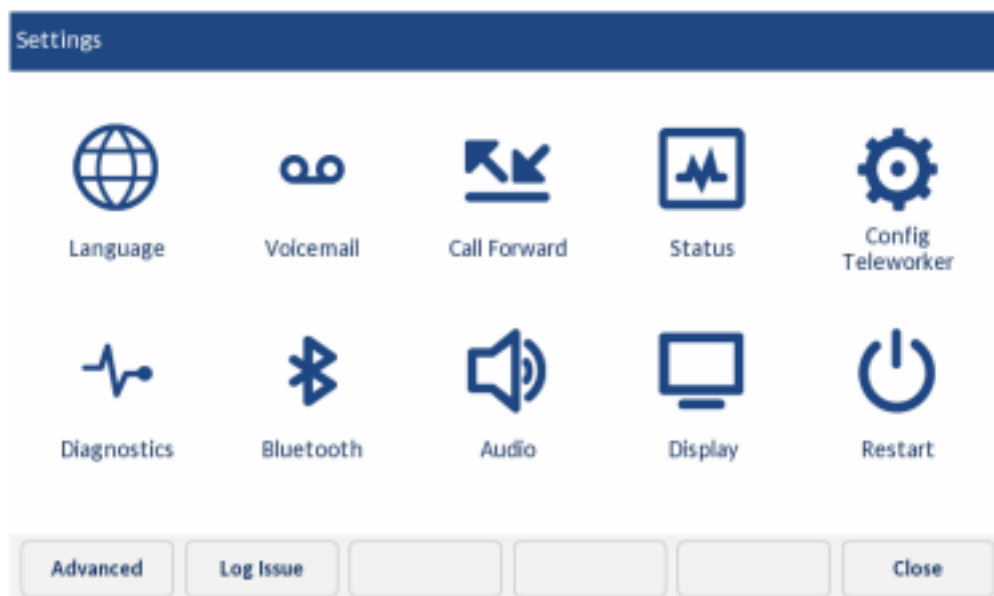 Settings
Language
Voicemail
Call Forward
Status
Config
Teleworker
Diagnostics
Bluetooth
Audio
Display
Restart
Advanced
Log Issue
Close